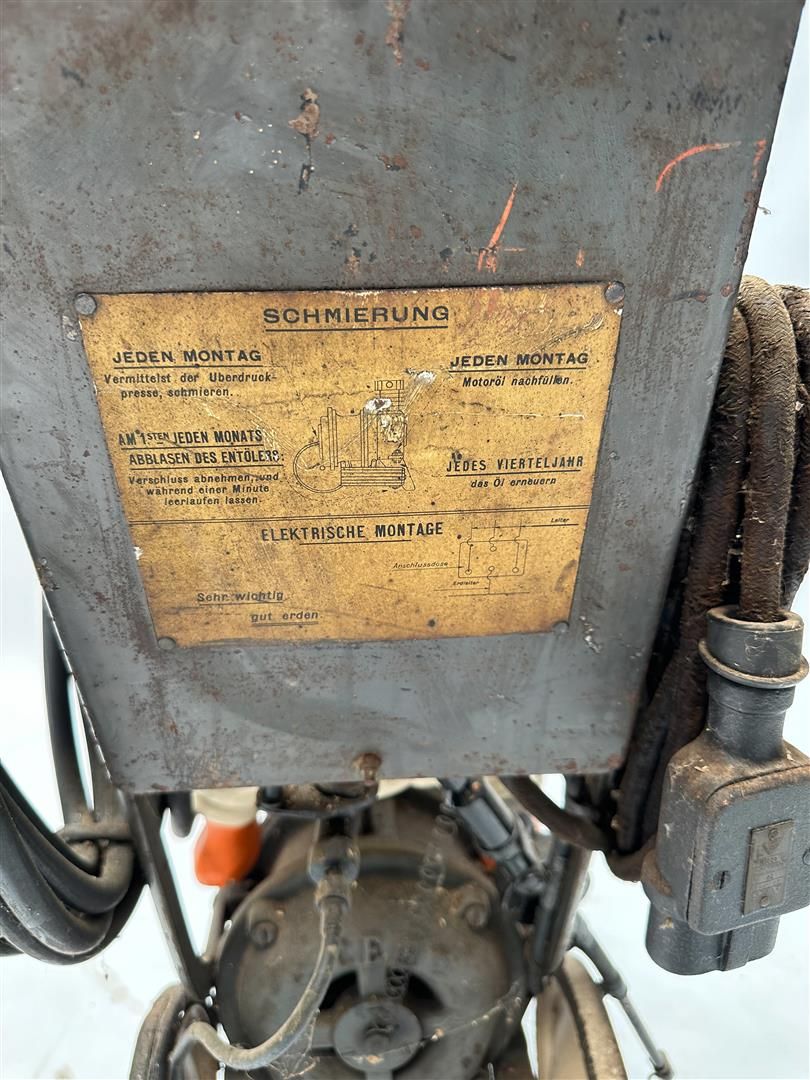 SCHMIERUNG
JEDEN MONTAG
Vermittelst der Uberdruck-
presse, schmieren.
AM 1STEN JEDEN MONATS
ABBLASEN DES ENTÖLERS:
Verschluss abnehmen, und
während einer Minute
leerlaufen lassen.
JEDEN MONTAG
Motoröl nachfüllen.
JEDES VIERTELJAHR
das Öl erneuern
ELEKTRISCHE MONTAGE
Leiter
Anschlussdose
Erdleiter
Sehr wichtig
gut erden.